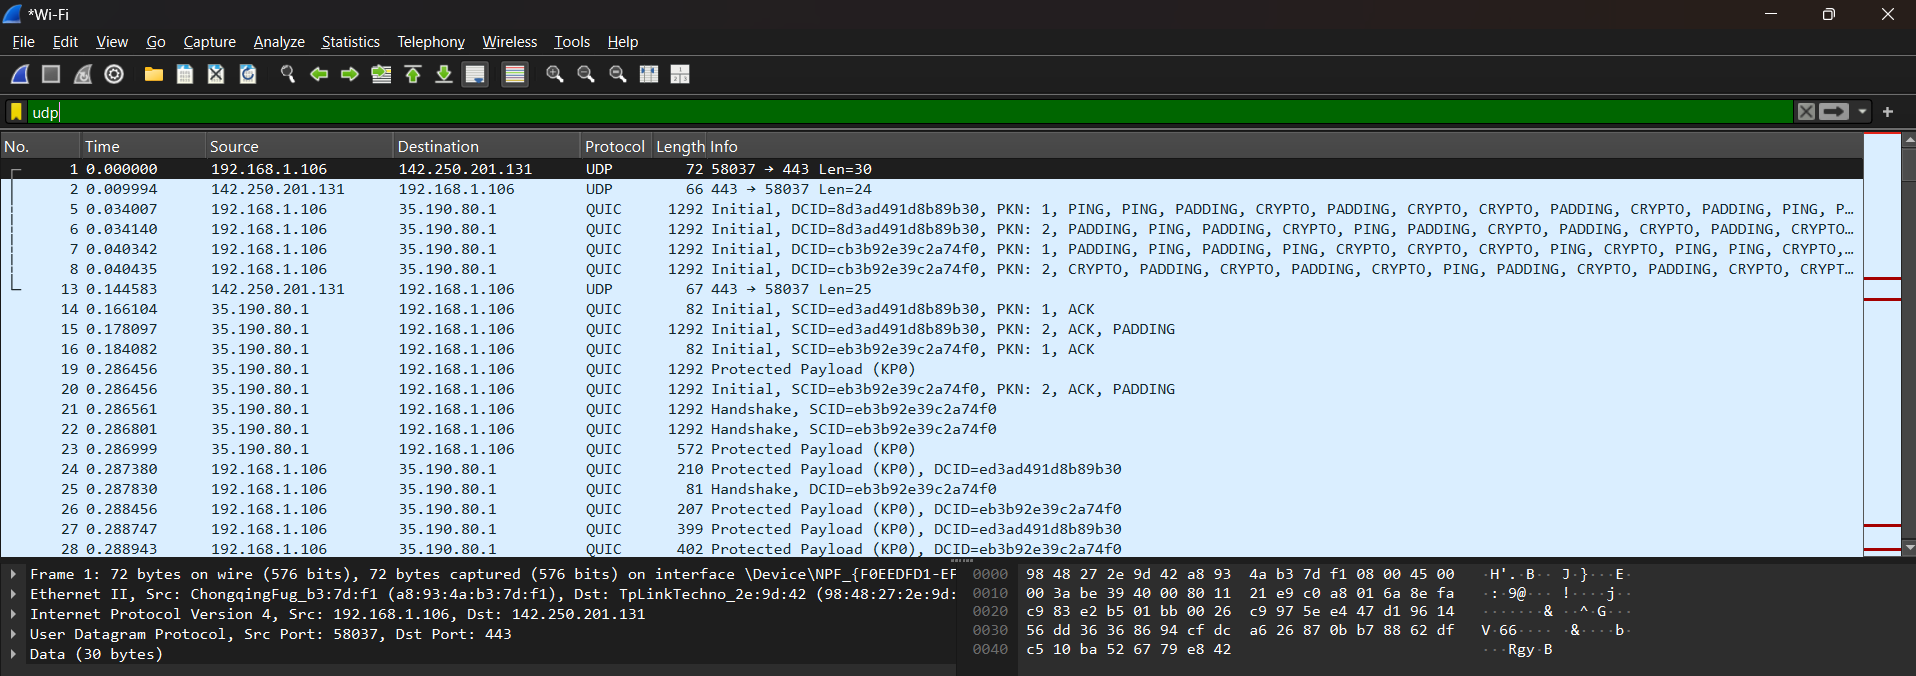 *Wi-Fi
File Edit View Go Capture Analyze Statistics Telephony Wireless Tools Help
udp
No. Time Source Destination Protocol Length Info
1 0.000000 192.168.1.106 142.250.201.131 UDP 72 58037 → 443 Len=30
2 0.009994 142.250.201.131 192.168.1.106 UDP 66 443 → 58037 Len=24
5 0.034007 192.168.1.106 35.190.80.1 QUIC 1292 Initial, DCID=8d3ad491d8b89b30, PKN: 1, PING, PING, PADDING, CRYPTO, PADDING, CRYPTO, CRYPTO, PADDING, CRYPTO, PADDING, PING, P…
6 0.034140 192.168.1.106 35.190.80.1 QUIC 1292 Initial, DCID=8d3ad491d8b89b30, PKN: 2, PADDING, PING, PADDING, CRYPTO, PING, PADDING, CRYPTO, PADDING, CRYPTO, PADDING, CRYPTO…
7 0.040342 192.168.1.106 35.190.80.1 QUIC 1292 Initial, DCID=cb3b92e39c2a74f0, PKN: 1, PADDING, PING, PADDING, PING, CRYPTO, CRYPTO, CRYPTO, PING, CRYPTO, PING, PING, CRYPTO,…
8 0.040435 192.168.1.106 35.190.80.1 QUIC 1292 Initial, DCID=cb3b92e39c2a74f0, PKN: 2, CRYPTO, PADDING, CRYPTO, PADDING, CRYPTO, PING, PADDING, CRYPTO, PADDING, CRYPTO, CRYPT…
13 0.144583 142.250.201.131 192.168.1.106 UDP 67 443 → 58037 Len=25
14 0.166104 35.190.80.1 192.168.1.106 QUIC 82 Initial, SCID=ed3ad491d8b89b30, PKN: 1, ACK
15 0.178097 35.190.80.1 192.168.1.106 QUIC 1292 Initial, SCID=ed3ad491d8b89b30, PKN: 2, ACK, PADDING
16 0.184082 35.190.80.1 192.168.1.106 QUIC 82 Initial, SCID=eb3b92e39c2a74f0, PKN: 1, ACK
19 0.286456 35.190.80.1 192.168.1.106 QUIC 1292 Protected Payload (KP0)
20 0.286456 35.190.80.1 192.168.1.106 QUIC 1292 Initial, SCID=eb3b92e39c2a74f0, PKN: 2, ACK, PADDING
21 0.286561 35.190.80.1 192.168.1.106 QUIC 1292 Handshake, SCID=eb3b92e39c2a74f0
22 0.286801 35.190.80.1 192.168.1.106 QUIC 1292 Handshake, SCID=eb3b92e39c2a74f0
23 0.286999 35.190.80.1 192.168.1.106 QUIC 572 Protected Payload (KP0)
24 0.287380 192.168.1.106 35.190.80.1 QUIC 210 Protected Payload (KP0), DCID=ed3ad491d8b89b30
25 0.287830 192.168.1.106 35.190.80.1 QUIC 81 Handshake, DCID=eb3b92e39c2a74f0
26 0.288456 192.168.1.106 35.190.80.1 QUIC 207 Protected Payload (KP0), DCID=eb3b92e39c2a74f0
27 0.288747 192.168.1.106 35.190.80.1 QUIC 399 Protected Payload (KP0), DCID=ed3ad491d8b89b30
28 0.288943 192.168.1.106 35.190.80.1 QUIC 402 Protected Payload (KP0), DCID=eb3b92e39c2a74f0
Frame 1: 72 bytes on wire (576 bits), 72 bytes captured (576 bits) on interface \Device\NPF_{F0EEDFD1-EF
Ethernet II, Src: ChongqingFug_b3:7d:f1 (a8:93:4a:b3:7d:f1), Dst: TpLinkTechno_2e:9d:42 (98:48:27:2e:9d:
Internet Protocol Version 4, Src: 192.168.1.106, Dst: 142.250.201.131
User Datagram Protocol, Src Port: 58037, Dst Port: 443
Data (30 bytes)
0000 98 48 27 2e 9d 42 a8 93 4a b3 7d f1 08 00 45 00 ·H'.·B·· J·}···E·
0010 00 3a be 39 40 00 80 11 21 e9 c0 a8 01 6a 8e fa ·:·9@··· !····j··
0020 c9 83 e2 b5 01 bb 00 26 c9 97 5e e4 47 d1 96 14 ·······& ··^·G···
0030 56 dd 36 36 86 94 cf dc a6 26 87 0b b7 88 62 df V·66···· ·&····b·
0040 c5 10 ba 52 67 79 e8 42 ···Rgy·B